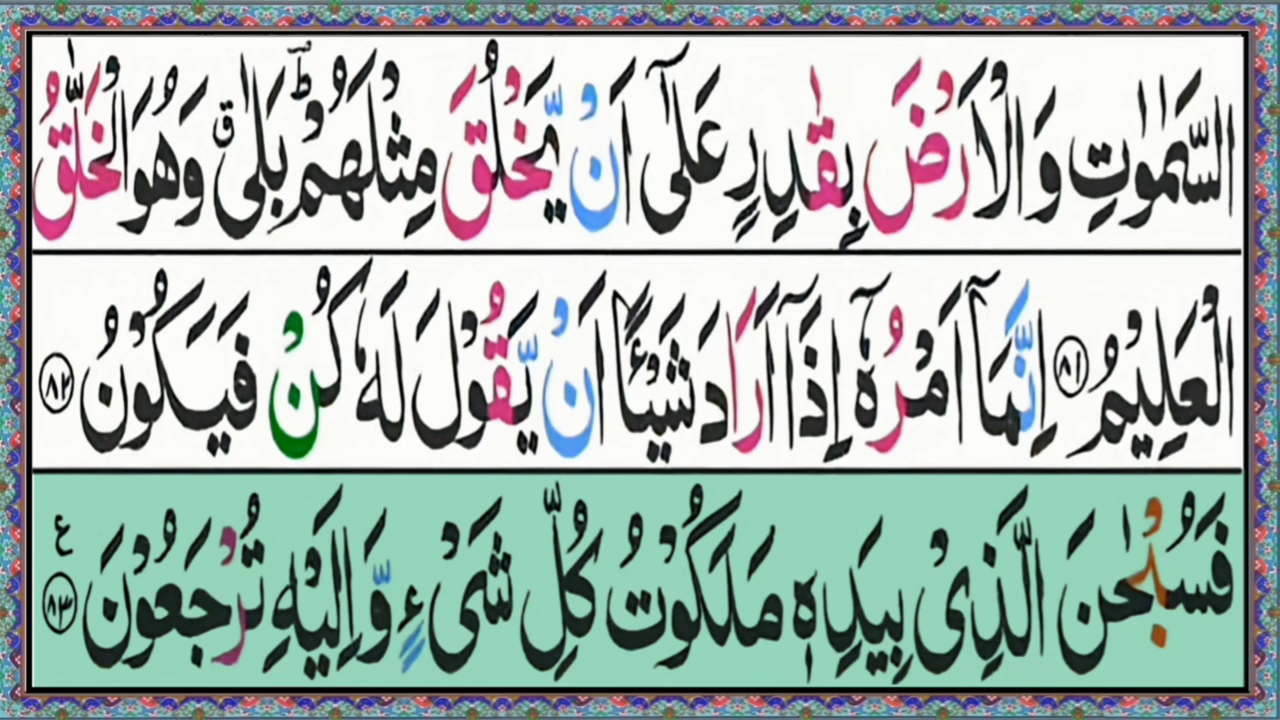 السَّمٰوٰتِ وَ الْاَرْضَ بِقٰدِرٍ عَلٰۤى اَنْ یَّخْلُقَ مِثْلَهُمْ ؕ بَلٰى ۗ وَهُوَ الْخَلّٰقُ
الْعَلِیْمُ ﴿۸۱﴾ اِنَّمَاۤ اَمْرُهٗۤ اِذَاۤ اَرَادَ شَیْـًٔا اَنْ یَّقُوْلَ لَهٗ كُنْ فَیَكُوْنُ ﴿۸۲﴾
فَسُبْحٰنَ الَّذِیْ بِیَدِهٖ مَلَكُوْتُ كُلِّ شَیْءٍ وَّ اِلَیْهِ تُرْجَعُوْنَ ﴿۸۳﴾ ع